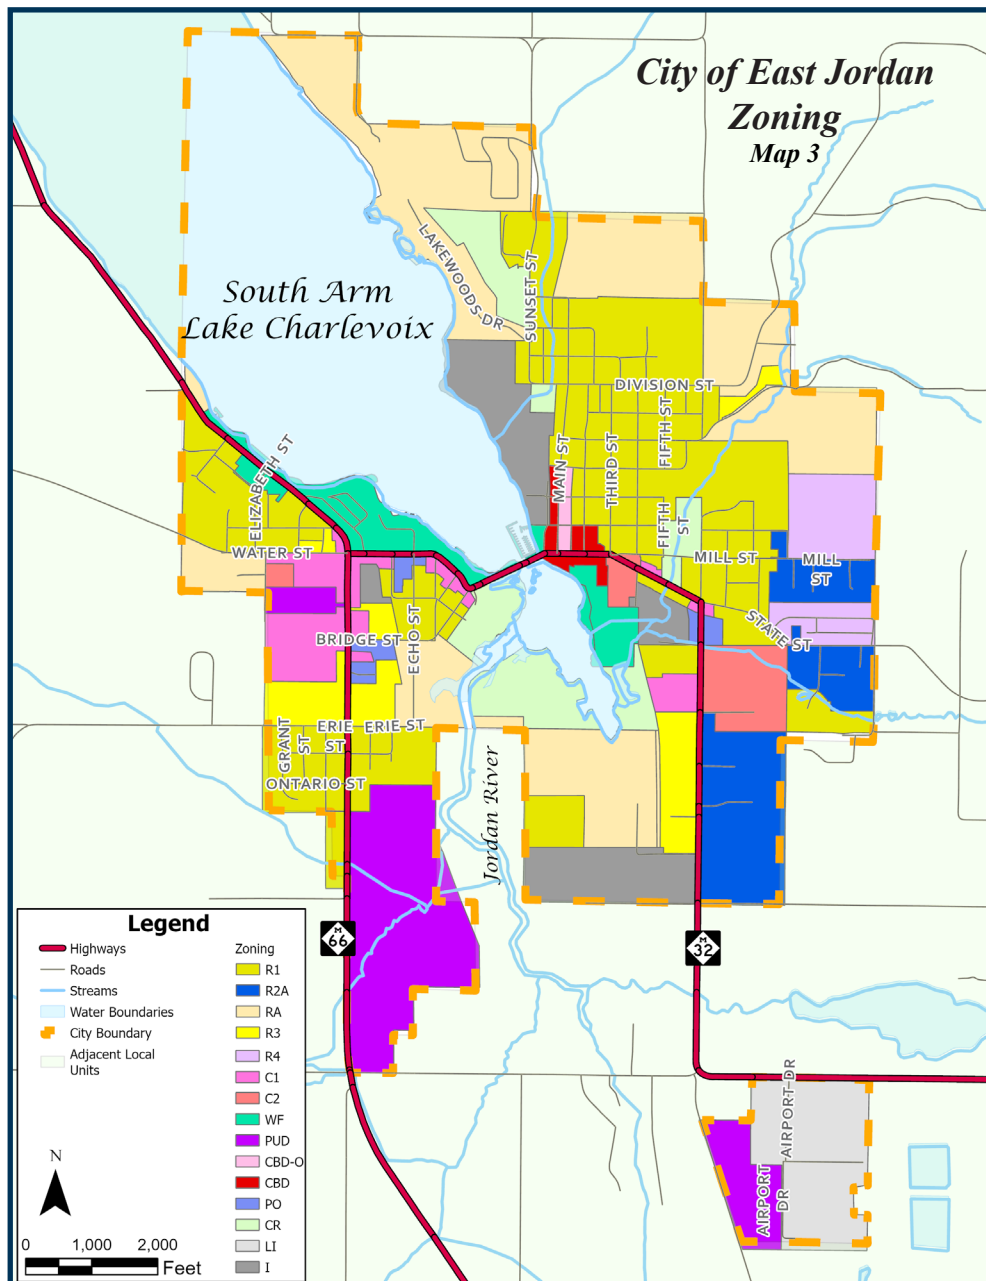 City of East Jordan
Zoning
Map 3
South Arm
Lake Charlevoix
LAKEWOODS DR
SUNSET ST
DIVISION ST
FIFTH ST
MAIN ST
THIRD ST
ELIZABETH ST
FIFTH
ST
WATER ST
MILL ST
MILL
ST
BRIDGE ST
ECHO ST
STATE ST
GRANT
ST
ERIE
ST
ERIE ST
ONTARIO ST
Jordan River
M
66
M
32
AIRPORT DR
AIRPORT
DR
Legend
Highways
Roads
Streams
Water Boundaries
City Boundary
Adjacent Local
Units
Zoning
R1
R2A
RA
R3
R4
C1
C2
WF
PUD
CBD-O
CBD
PO
CR
LI
I
N
0 1,000 2,000
Feet